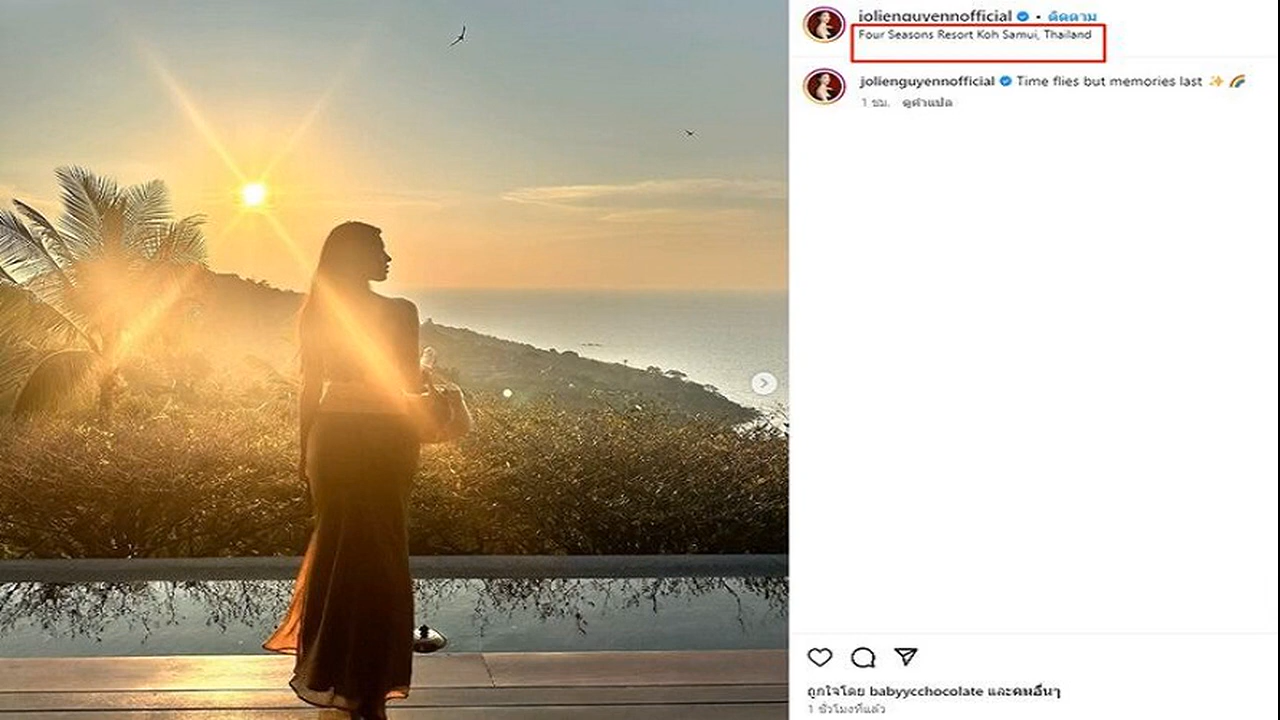 jolienguyennofficial • ติดตาม
Four Seasons Resort Koh Samui, Thailand
jolienguyennofficial Time flies but memories last ✨ 🌈
1 ชม. ดูคำแปล
ถูกใจโดย babyycchocolate และคนอื่นๆ
1 ชั่วโมงที่แล้ว